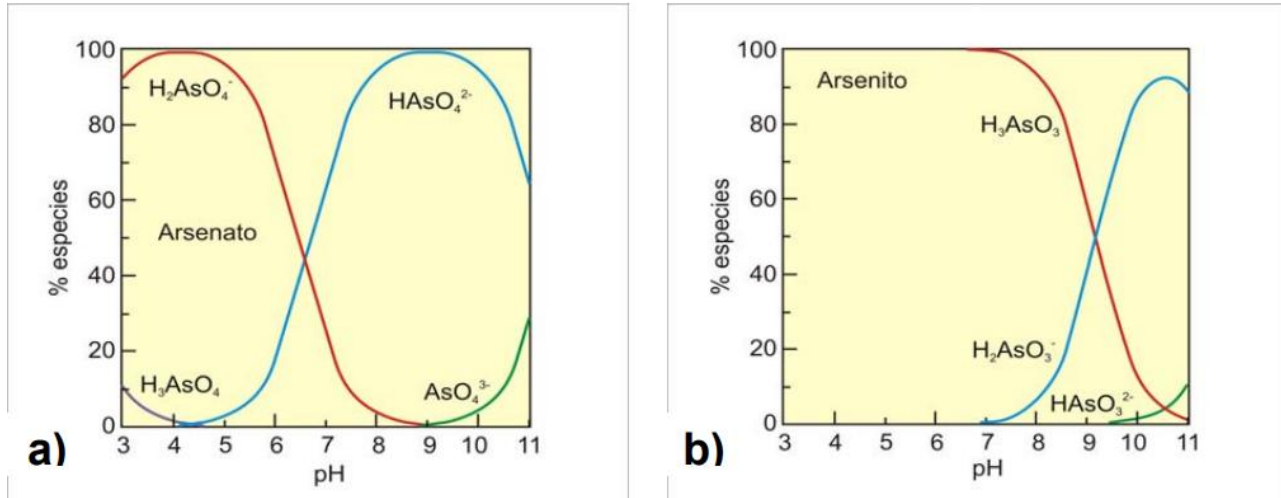 100
80
60
40
20
0
% especies
H₂AsO₄⁻
HAsO₄²⁻
Arsenato
H₃AsO₄
AsO₄³⁻
3 4 5 6 7 8 9 10 11
pH
a)
100
80
60
40
20
0
% especies
Arsenito
H₃AsO₃
H₂AsO₃⁻
HAsO₃²⁻
3 4 5 6 7 8 9 10 11
pH
b)